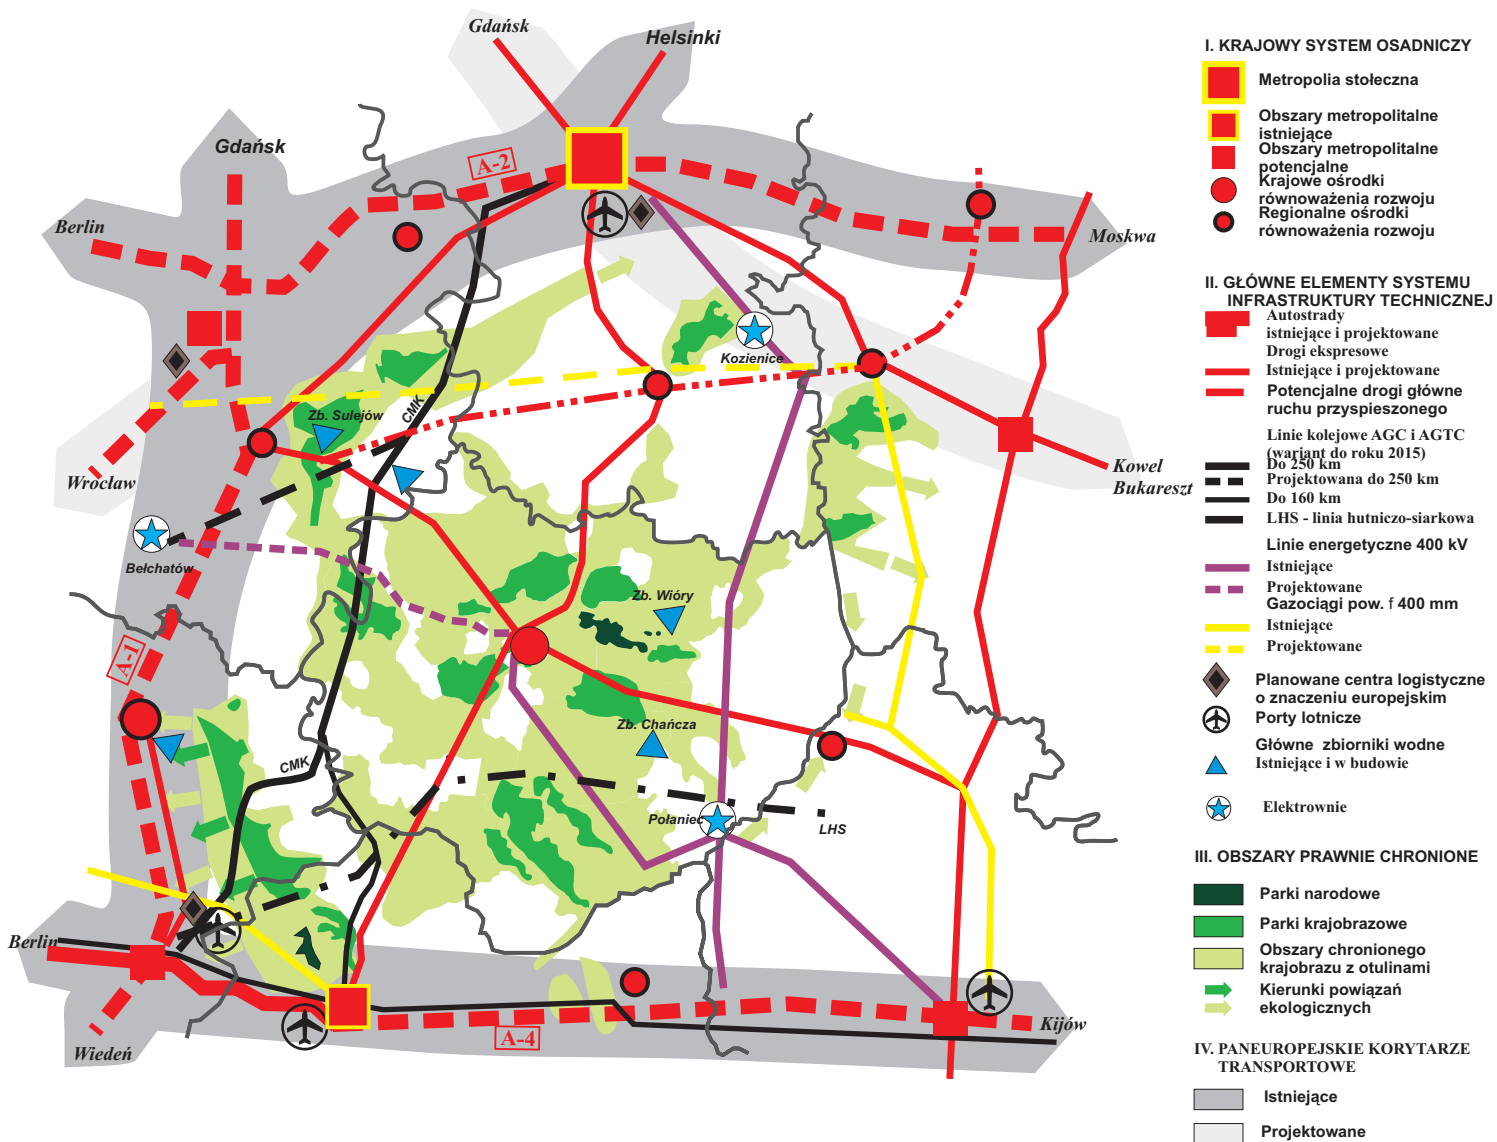 Gdańsk
Helsinki
Gdańsk
A-2
Berlin
Moskwa
Kozienice
Zb. Sulejów
CMK
Wrocław
Kowel
Bukareszt
Bełchatów
Zb. Wióry
A-1
Zb. Chańcza
CMK
Połaniec
LHS
Berlin
Wiedeń
A-4
Kijów
I. KRAJOWY SYSTEM OSADNICZY
Metropolia stołeczna
Obszary metropolitalne
istniejące
Obszary metropolitalne
potencjalne
Krajowe ośrodki
równoważenia rozwoju
Regionalne ośrodki
równoważenia rozwoju
II. GŁÓWNE ELEMENTY SYSTEMU
INFRASTRUKTURY TECHNICZNEJ
Autostrady
istniejące i projektowane
Drogi ekspresowe
Istniejące i projektowane
Potencjalne drogi główne
ruchu przyspieszonego
Linie kolejowe AGC i AGTC
(wariant do roku 2015)
Do 250 km
Projektowana do 250 km
Do 160 km
LHS - linia hutniczo-siarkowa
Linie energetyczne 400 kV
Istniejące
Projektowane
Gazociągi pow. f 400 mm
Istniejące
Projektowane
Planowane centra logistyczne
o znaczeniu europejskim
Porty lotnicze
Główne zbiorniki wodne
Istniejące i w budowie
Elektrownie
III. OBSZARY PRAWNIE CHRONIONE
Parki narodowe
Parki krajobrazowe
Obszary chronionego
krajobrazu z otulinami
Kierunki powiązań
ekologicznych
IV. PANEUROPEJSKIE KORYTARZE
TRANSPORTOWE
Istniejące
Projektowane